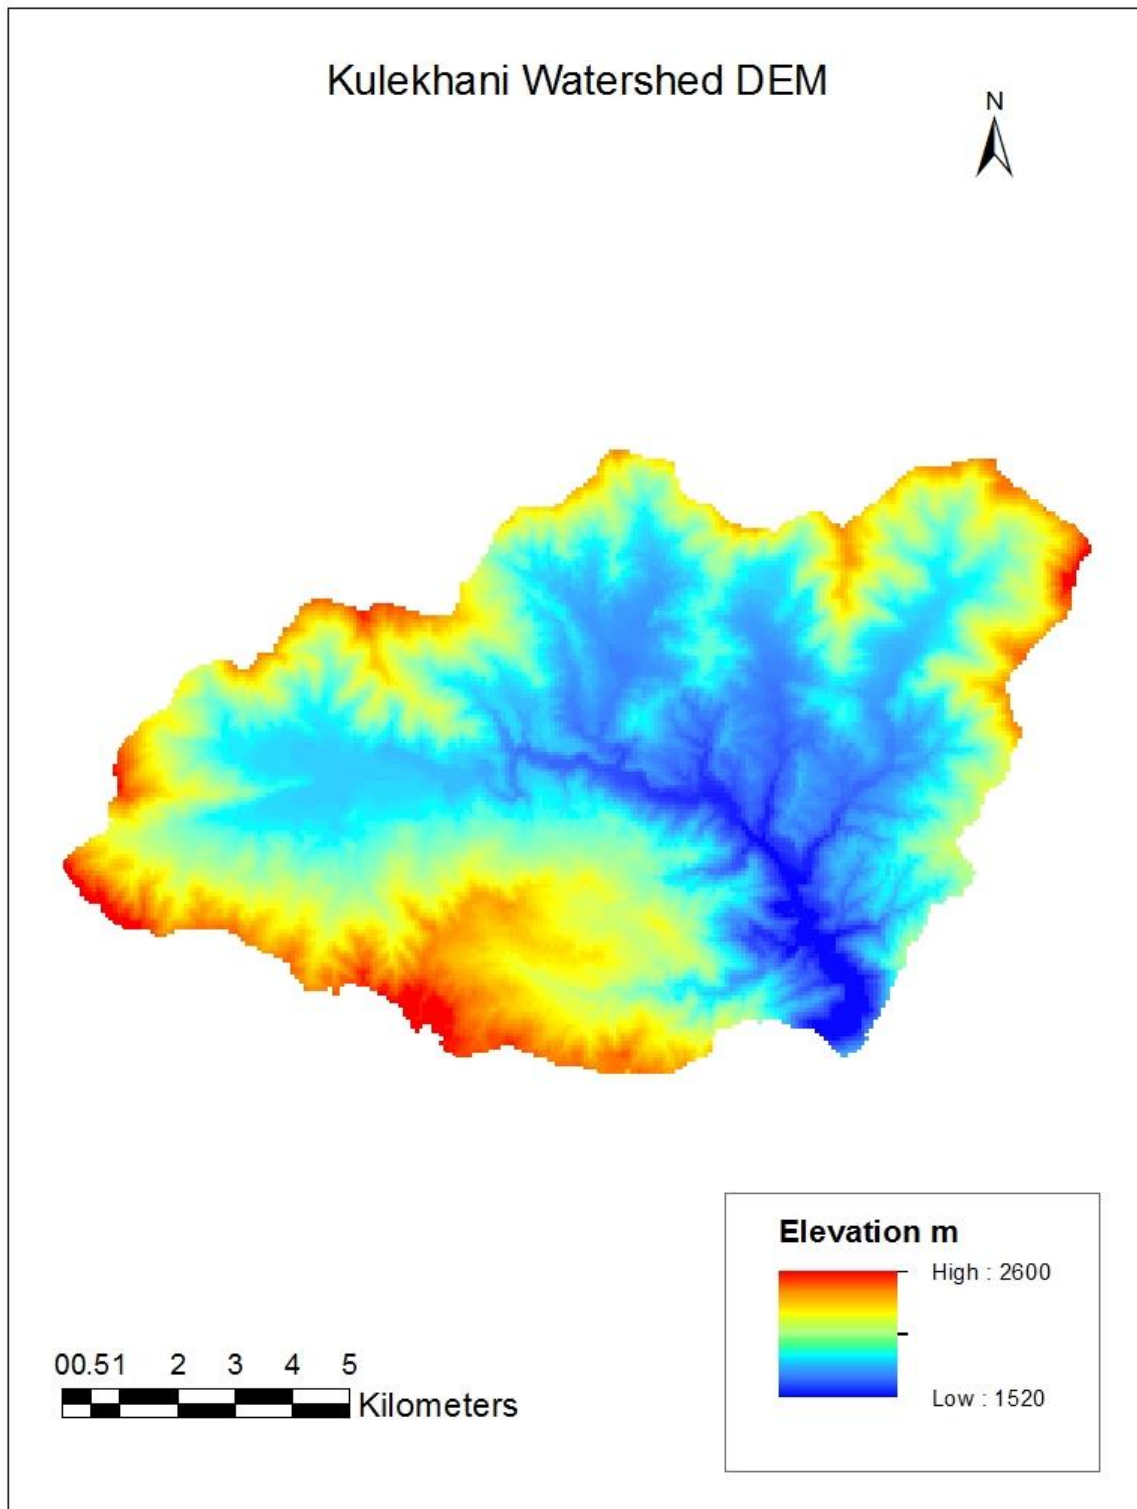 Kulekhani Watershed DEM
N
Elevation m
High : 2600
Low : 1520
00.51 2 3 4 5
Kilometers